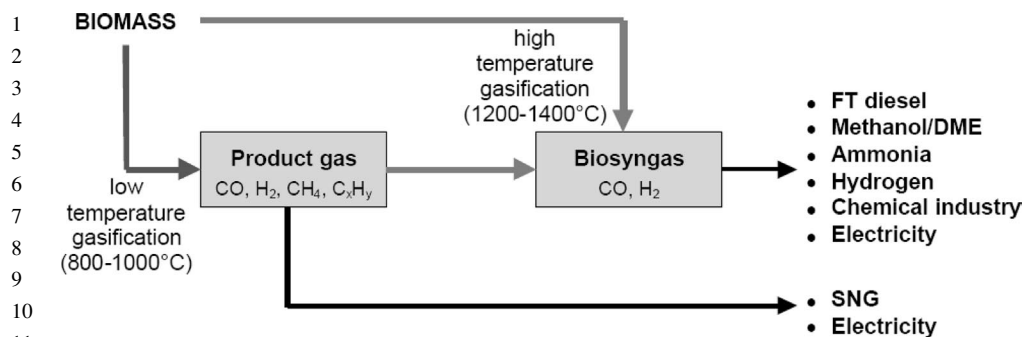 1
2
3
4
5
6
7
8
9
10
BIOMASS
high
temperature
gasification
(1200-1400°C)
low
temperature
gasification
(800-1000°C)
Product gas
CO, H₂, CH₄, CₓHᵧ
Biosyngas
CO, H₂
• FT diesel
• Methanol/DME
• Ammonia
• Hydrogen
• Chemical industry
• Electricity
• SNG
• Electricity